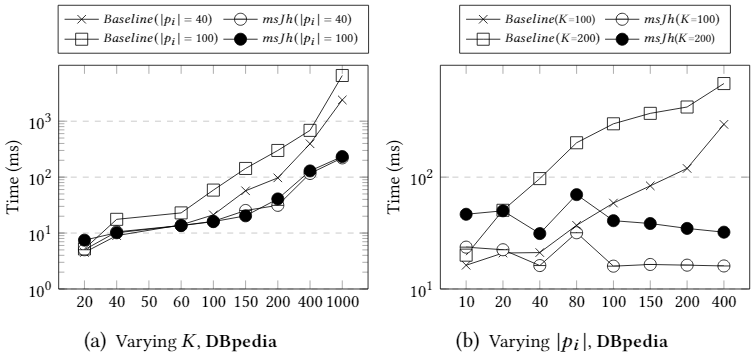 Baseline(|p_i| = 40) msJh(|p_i| = 40)
Baseline(|p_i| = 100) msJh(|p_i| = 100)
10^3
10^2
10^1
10^0
Time (ms)
20 40 50 60 100 150 200 400 1000
(a) Varying K, DBpedia
Baseline(K=100) msJh(K=100)
Baseline(K=200) msJh(K=200)
10^2
10^1
Time (ms)
10 20 40 80 100 150 200 400
(b) Varying |p_i|, DBpedia